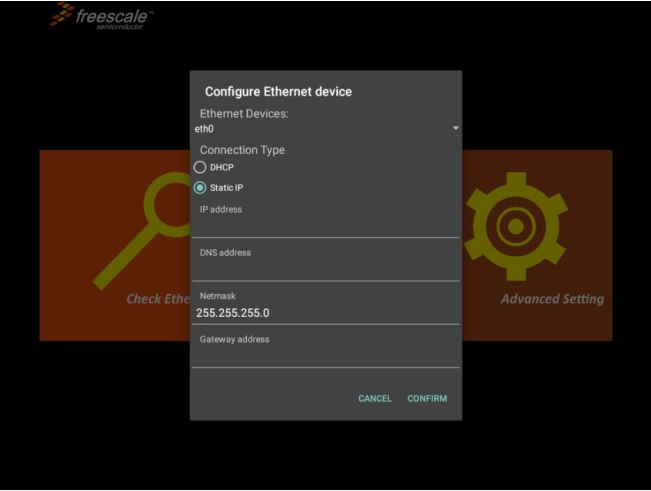 freescale™
semiconductor
Configure Ethernet device
Ethernet Devices:
eth0
Connection Type
DHCP
Static IP
IP address
DNS address
Check Ethe
Netmask
Advanced Setting
255.255.255.0
Gateway address
CANCEL CONFIRM